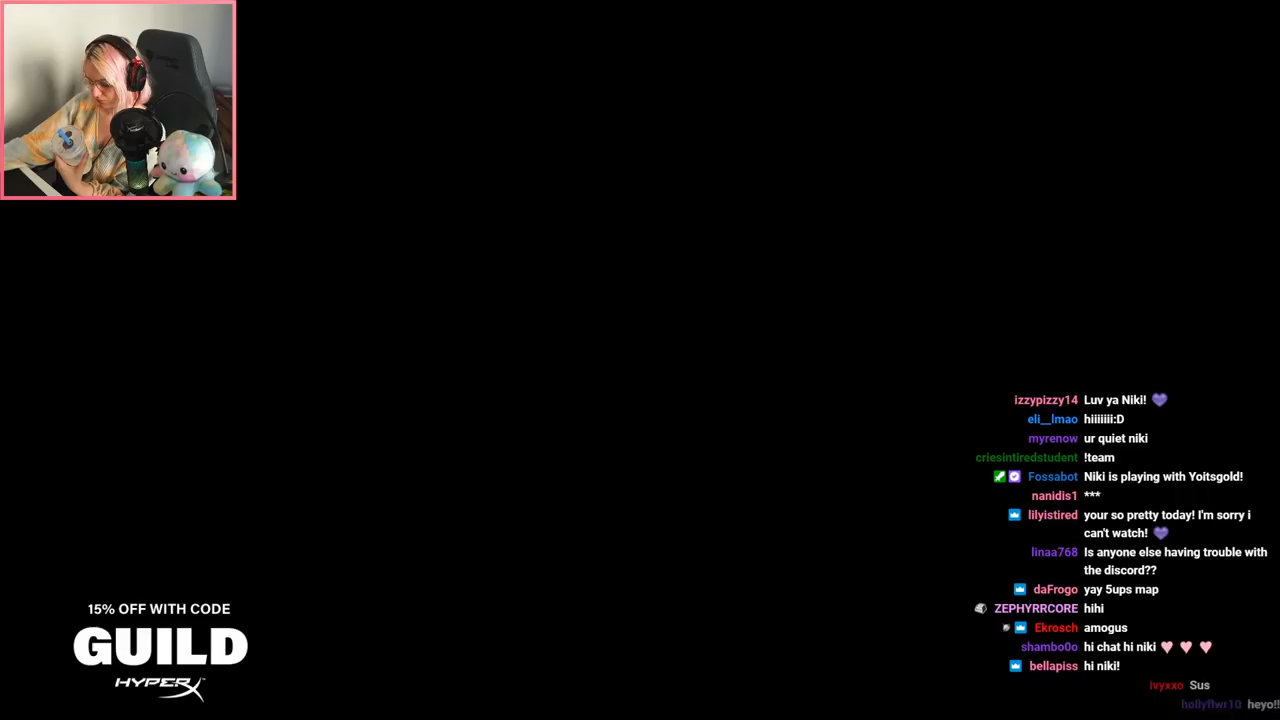 izzypizzy14 Luv ya Niki! 💜
eli__lmao hiiiiiii:D
myrenow ur quiet niki
criesintiredstudent !team
Fossabot Niki is playing with Yoitsgold!
nanidis1 ***
lilyistired your so pretty today! I'm sorry i
can't watch! 💜
linaa768 Is anyone else having trouble with
the discord??
daFrogo yay 5ups map
ZEPHYRRCORE hihi
Ekrosch amogus
shambo0o hi chat hi niki 🩷 🩷 🩷
bellapiss hi niki!
ivyxxo Sus
hollyflwr10 heyo!!
15% OFF WITH CODE
GUILD
HYPERX